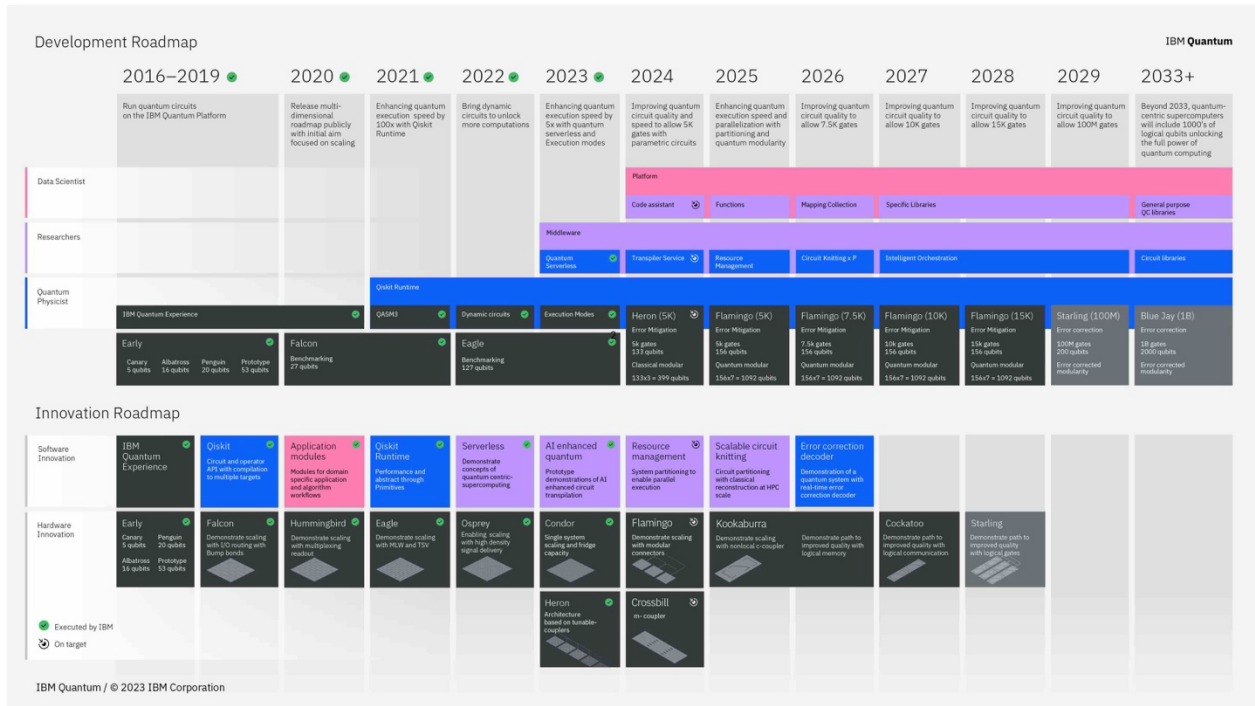 Development Roadmap
IBM Quantum
2016–2019
2020
2021
2022
2023
2024
2025
2026
2027
2028
2029
2033+
Run quantum circuits
on the IBM Quantum Platform
Release multi-
dimensional
roadmap publicly
with initial aim
focused on scaling
Enhancing quantum
execution speed by
100x with Qiskit
Runtime
Bring dynamic
circuits to unlock
more computations
Enhancing quantum
execution speed by
5x with quantum
serverless and
Execution modes
Improving quantum
circuit quality and
speed to allow 5K
gates with
parametric circuits
Enhancing quantum
execution speed and
parallelization with
partitioning and
quantum modularity
Improving quantum
circuit quality to
allow 7.5K gates
Improving quantum
circuit quality to
allow 10K gates
Improving quantum
circuit quality to
allow 15K gates
Improving quantum
circuit quality to
allow 100M gates
Beyond 2033, quantum-
centric supercomputers
will include 1000's of
logical qubits unlocking
the full power of
quantum computing
Data Scientist
Platform
Code assistant
Functions
Mapping Collection
Specific Libraries
General purpose
QC libraries
Researchers
Middleware
Quantum
Serverless
Transpiler Service
Resource
Management
Circuit Knitting x P
Intelligent Orchestration
Circuit libraries
Quantum
Physicist
Qiskit Runtime
IBM Quantum Experience
QASM3
Dynamic circuits
Execution Modes
Early
Canary
5 qubits
Albatross
16 qubits
Penguin
20 qubits
Prototype
53 qubits
Falcon
Benchmarking
27 qubits
Eagle
Benchmarking
127 qubits
Heron (5K)
Error Mitigation
5k gates
133 qubits
Classical modular
133x3 = 399 qubits
Flamingo (5K)
Error Mitigation
5k gates
156 qubits
Quantum modular
156x7 = 1092 qubits
Flamingo (7.5K)
Error Mitigation
7.5k gates
156 qubits
Quantum modular
156x7 = 1092 qubits
Flamingo (10K)
Error Mitigation
10k gates
156 qubits
Quantum modular
156x7 = 1092 qubits
Flamingo (15K)
Error Mitigation
15k gates
156 qubits
Quantum modular
156x7 = 1092 qubits
Starling (100M)
Error correction
100M gates
200 qubits
Error corrected
modularity
Blue Jay (1B)
Error correction
1B gates
2000 qubits
Error corrected
modularity
Innovation Roadmap
Software
Innovation
IBM
Quantum
Experience
Qiskit
Circuit and operator
API with compilation
to multiple targets
Application
modules
Modules for domain
specific application
and algorithm
workflows
Qiskit
Runtime
Performance and
abstract through
Primitives
Serverless
Demonstrate
concepts of
quantum centric-
supercomputing
AI enhanced
quantum
Prototype
demonstrations of AI
enhanced circuit
transpilation
Resource
management
System partitioning to
enable parallel
execution
Scalable circuit
knitting
Circuit partitioning
with classical
reconstruction at HPC
scale
Error correction
decoder
Demonstration of a
quantum system with
real-time error
correction decoder
Hardware
Innovation
Early
Canary
5 qubits
Penguin
20 qubits
Albatross
16 qubits
Prototype
53 qubits
Falcon
Demonstrate scaling
with I/O routing with
Bump bonds
Hummingbird
Demonstrate scaling
with multiplexing
readout
Eagle
Demonstrate scaling
with MLW and TSV
Osprey
Enabling scaling
with high density
signal delivery
Condor
Single system
scaling and fridge
capacity
Flamingo
Demonstrate scaling
with modular
connectors
Kookaburra
Demonstrate scaling
with nonlocal c-coupler
Demonstrate path to
improved quality with
logical memory
Cockatoo
Demonstrate path to
improved quality with
logical communication
Starling
Demonstrate path to
improved quality
with logical gates
Heron
Architecture
based on tunable-
couplers
Crossbill
m- coupler
Executed by IBM
On target
IBM Quantum / © 2023 IBM Corporation